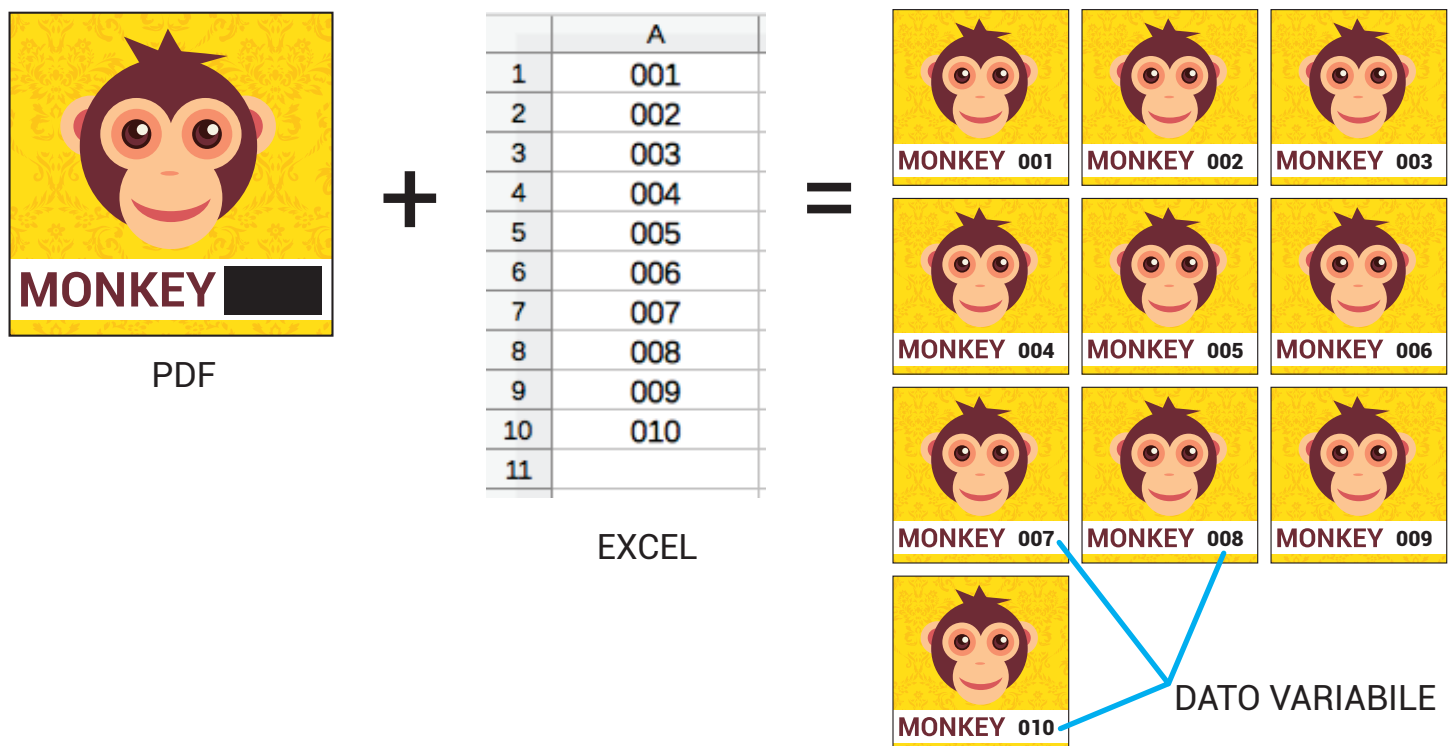 MONKEY
PDF
+
A
1 001
2 002
3 003
4 004
5 005
6 006
7 007
8 008
9 009
10 010
11
EXCEL
=
MONKEY 001
MONKEY 002
MONKEY 003
MONKEY 004
MONKEY 005
MONKEY 006
MONKEY 007
MONKEY 008
MONKEY 009
MONKEY 010
DATO VARIABILE